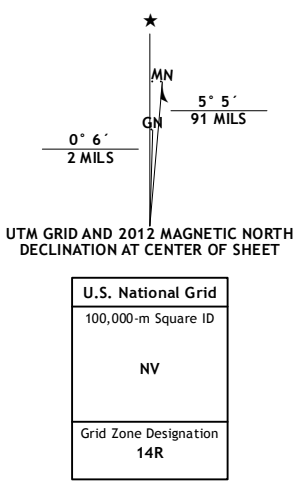 ★
MN
5° 5´
91 MILS
GN
0° 6´
2 MILS
UTM GRID AND 2012 MAGNETIC NORTH
DECLINATION AT CENTER OF SHEET
U.S. National Grid
100,000-m Square ID
NV
Grid Zone Designation
14R